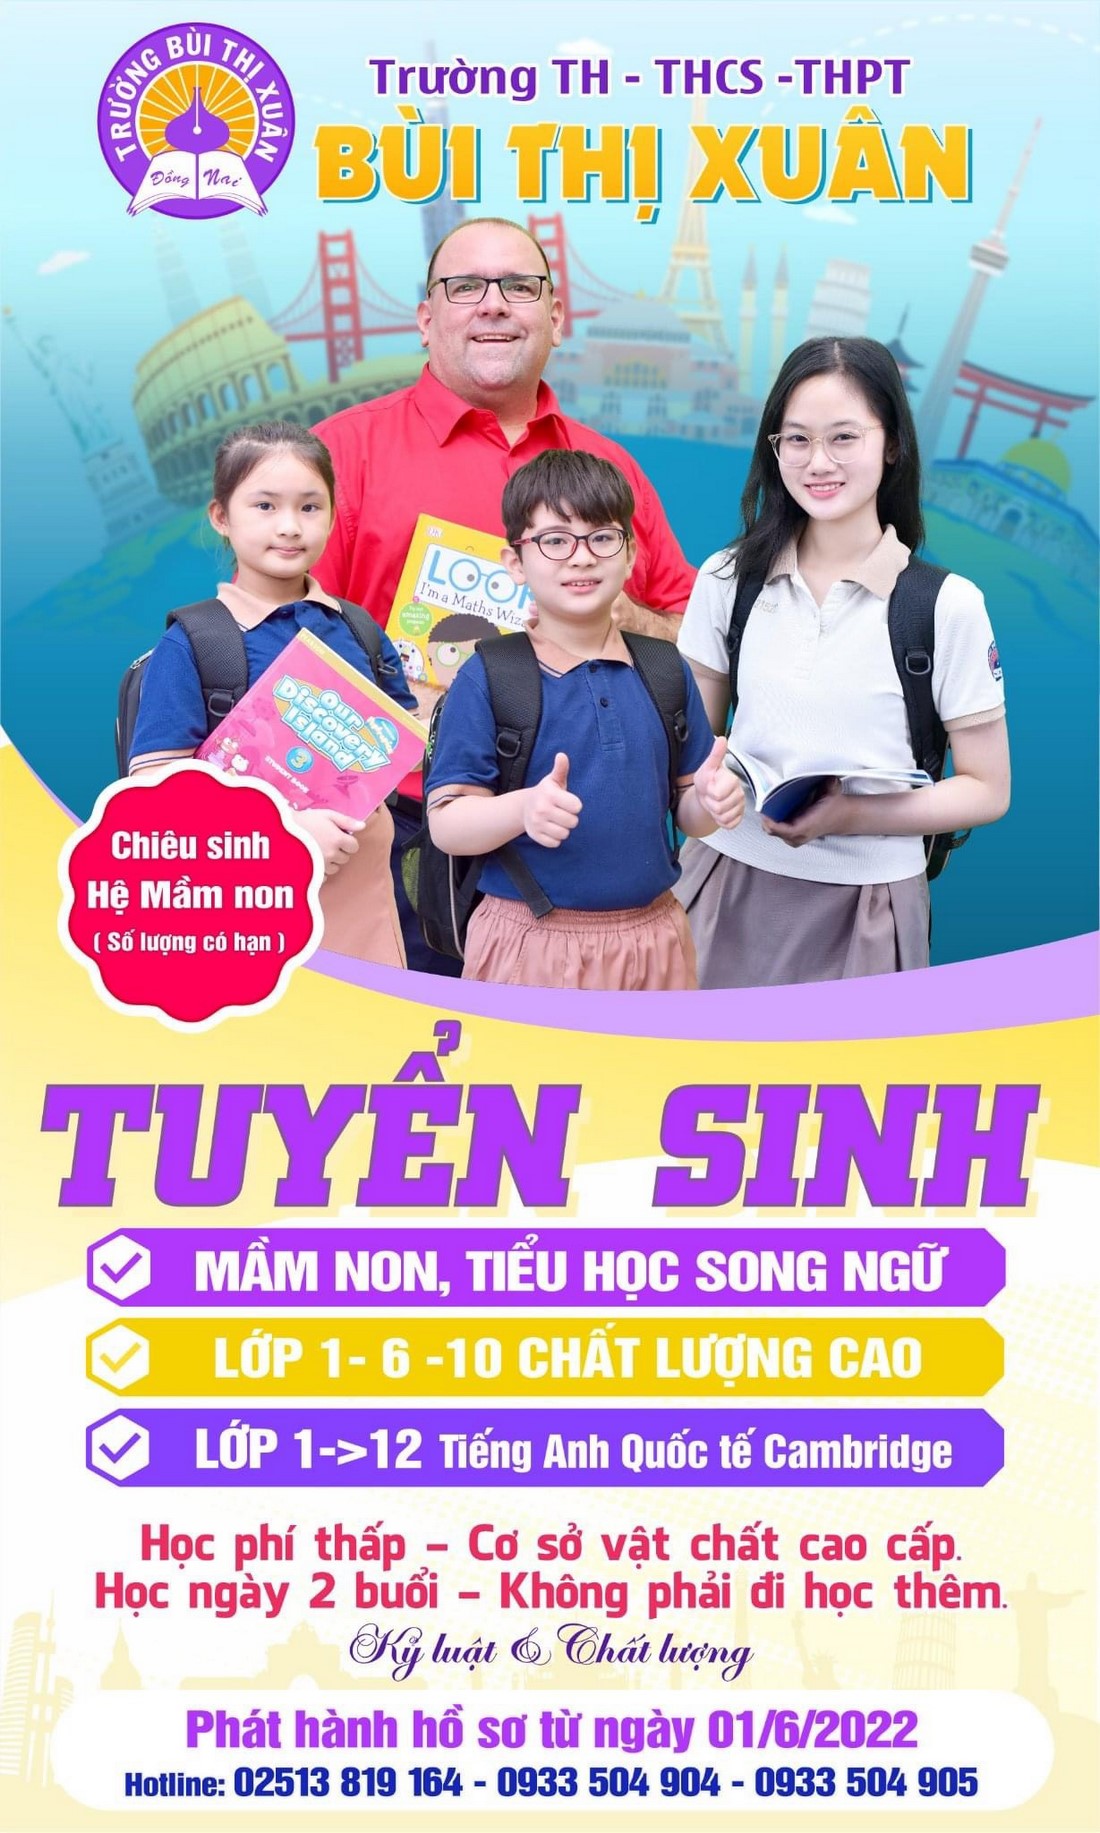 TRƯỜNG BÙI THỊ XUÂN
Đồng Nai
Trường TH - THCS -THPT
BÙI THỊ XUÂN
LOOK
I'm a Maths Wiza
amazing
Our
Discovery
Island
3
STUDENT BOOK
Chiêu sinh
Hệ Mầm non
( Số lượng có hạn )
TUYỂN SINH
MẦM NON, TIỂU HỌC SONG NGỮ
LỚP 1- 6 -10 CHẤT LƯỢNG CAO
LỚP 1->12 Tiếng Anh Quốc tế Cambridge
Học phí thấp – Cơ sở vật chất cao cấp.
Học ngày 2 buổi – Không phải đi học thêm.
Kỷ luật & Chất lượng
Phát hành hồ sơ từ ngày 01/6/2022
Hotline: 02513 819 164 - 0933 504 904 - 0933 504 905